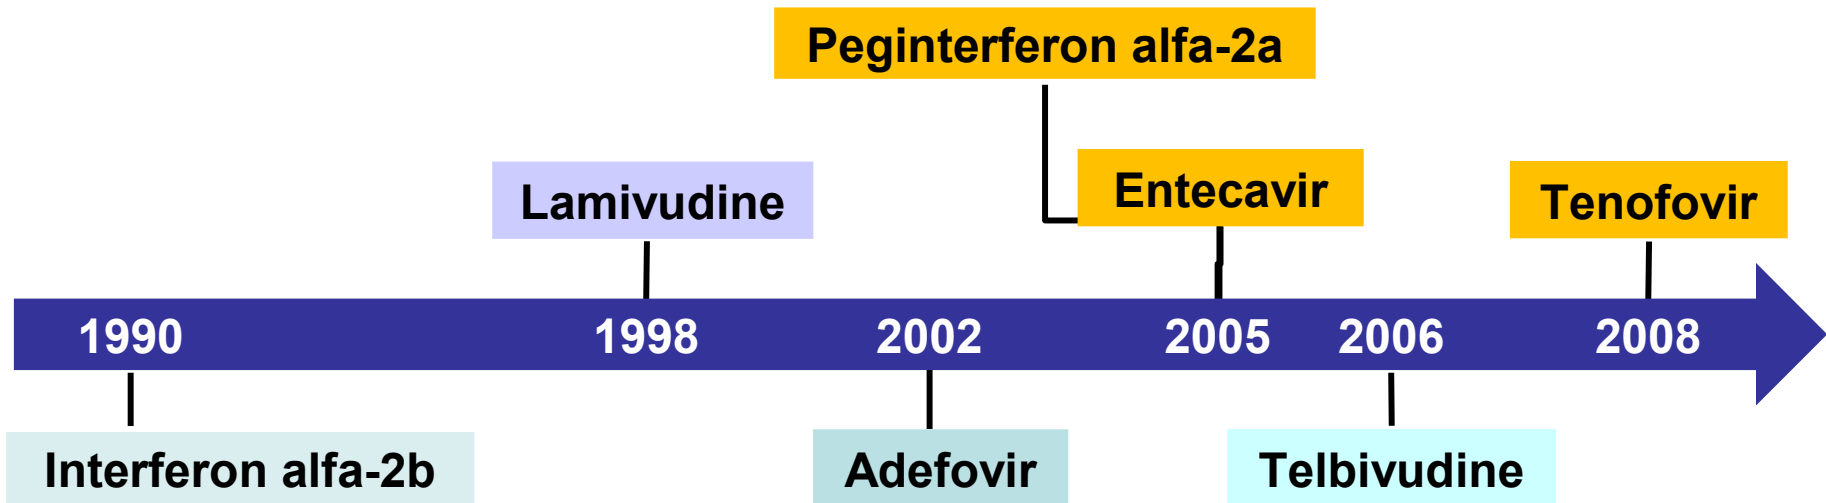 Peginterferon alfa-2a
Lamivudine
Entecavir
Tenofovir
1990 1998 2002 2005 2006 2008
Interferon alfa-2b
Adefovir
Telbivudine